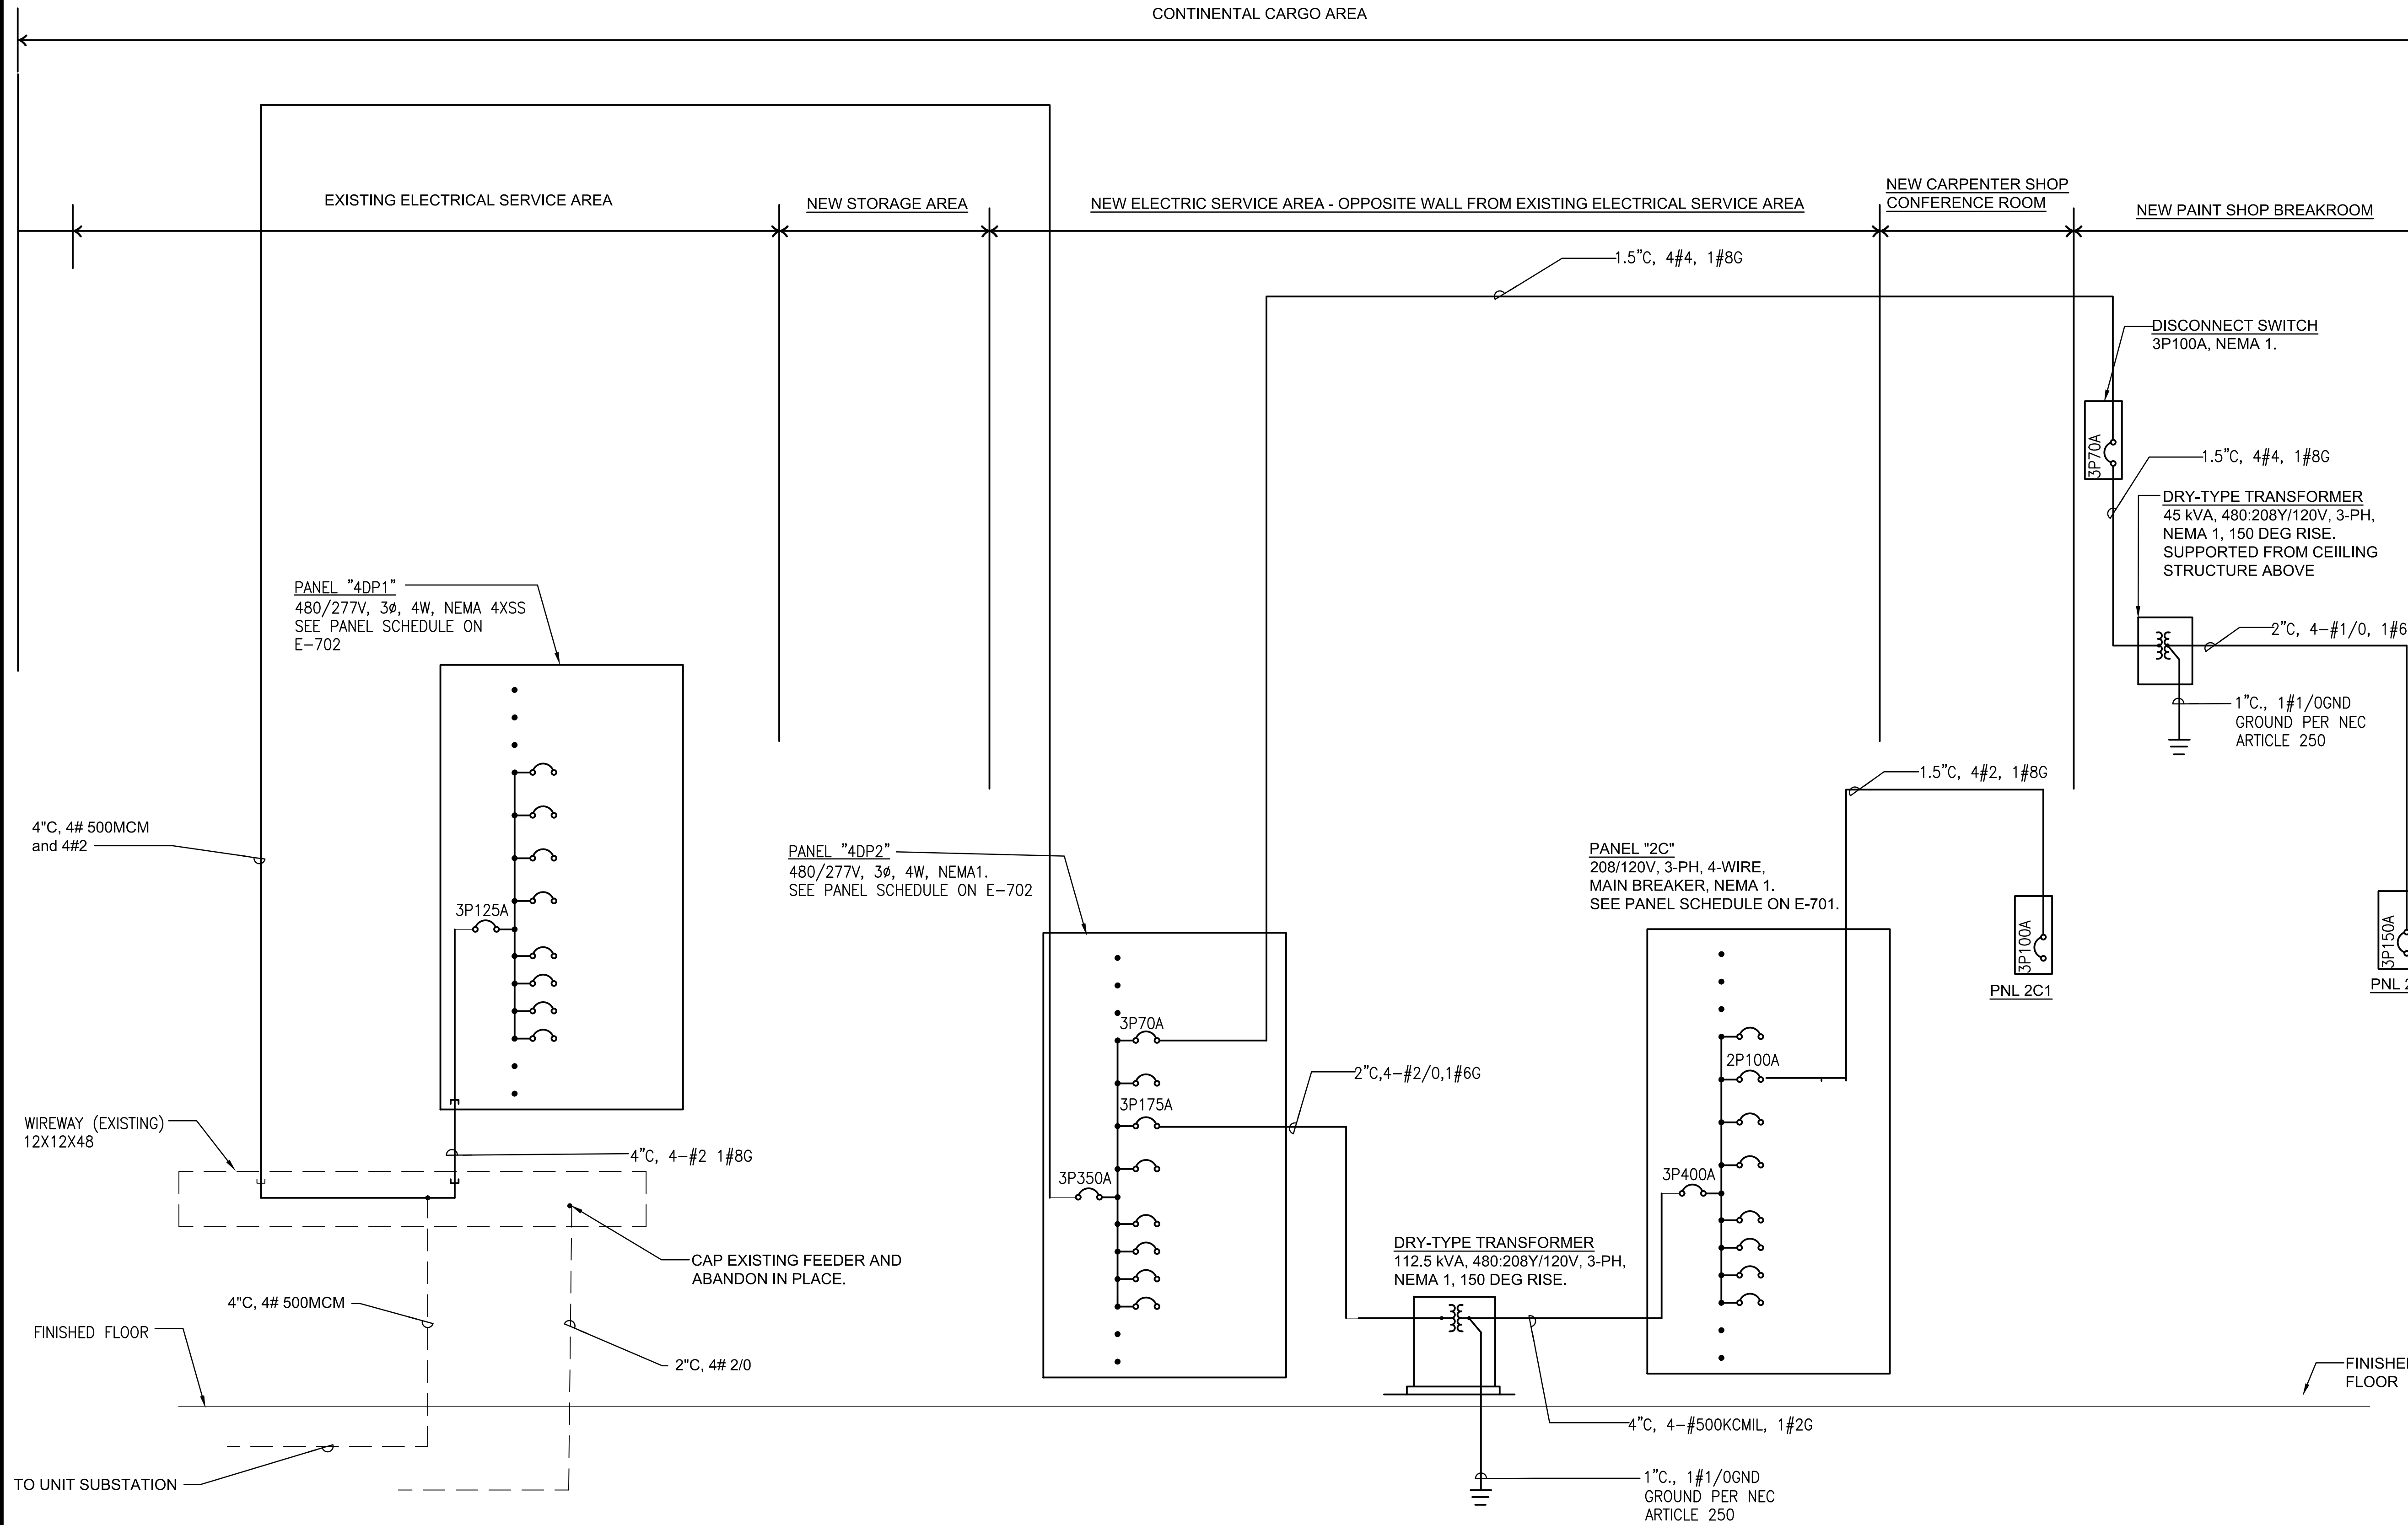 CONTINENTAL CARGO AREA
EXISTING ELECTRICAL SERVICE AREA
NEW STORAGE AREA
NEW ELECTRIC SERVICE AREA - OPPOSITE WALL FROM EXISTING ELECTRICAL SERVICE AREA
NEW CARPENTER SHOP
CONFERENCE ROOM
NEW PAINT SHOP BREAKROOM
1.5"C, 4#4, 1#8G
DISCONNECT SWITCH
3P100A, NEMA 1.
3P70A
1.5"C, 4#4, 1#8G
DRY-TYPE TRANSFORMER
45 kVA, 480:208Y/120V, 3-PH,
NEMA 1, 150 DEG RISE.
SUPPORTED FROM CEIILING
STRUCTURE ABOVE
2"C, 4-#1/0, 1#6
1"C., 1#1/0GND
GROUND PER NEC
ARTICLE 250
PANEL "4DP1"
480/277V, 3ø, 4W, NEMA 4XSS
SEE PANEL SCHEDULE ON
E-702
3P125A
4"C, 4# 500MCM
and 4#2
WIREWAY (EXISTING)
12X12X48
4"C, 4-#2 1#8G
CAP EXISTING FEEDER AND
ABANDON IN PLACE.
4"C, 4# 500MCM
FINISHED FLOOR
2"C, 4# 2/0
TO UNIT SUBSTATION
PANEL "4DP2"
480/277V, 3ø, 4W, NEMA1.
SEE PANEL SCHEDULE ON E-702
3P70A
3P175A
3P350A
2"C,4-#2/0,1#6G
DRY-TYPE TRANSFORMER
112.5 kVA, 480:208Y/120V, 3-PH,
NEMA 1, 150 DEG RISE.
4"C, 4-#500KCMIL, 1#2G
1"C., 1#1/0GND
GROUND PER NEC
ARTICLE 250
PANEL "2C"
208/120V, 3-PH, 4-WIRE,
MAIN BREAKER, NEMA 1.
SEE PANEL SCHEDULE ON E-701.
1.5"C, 4#2, 1#8G
2P100A
3P400A
3P100A
PNL 2C1
3P150A
PNL
FLOOR